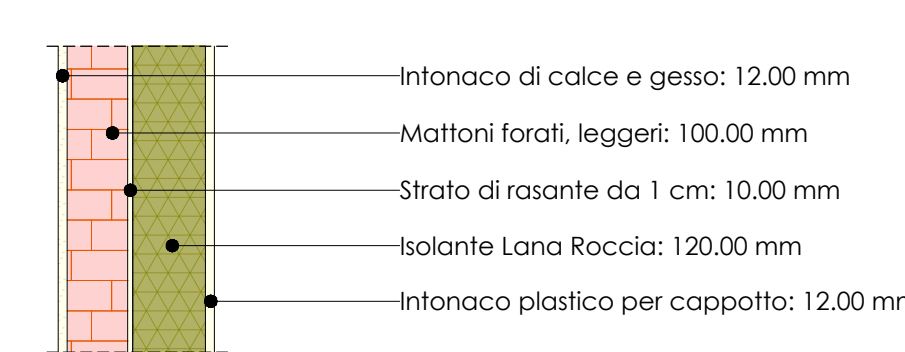 Intonaco di calce e gesso: 12.00 mm
Mattoni forati, leggeri: 100.00 mm
Strato di rasante da 1 cm: 10.00 mm
Isolante Lana Roccia: 120.00 mm
Intonaco plastico per cappotto: 12.00 mm